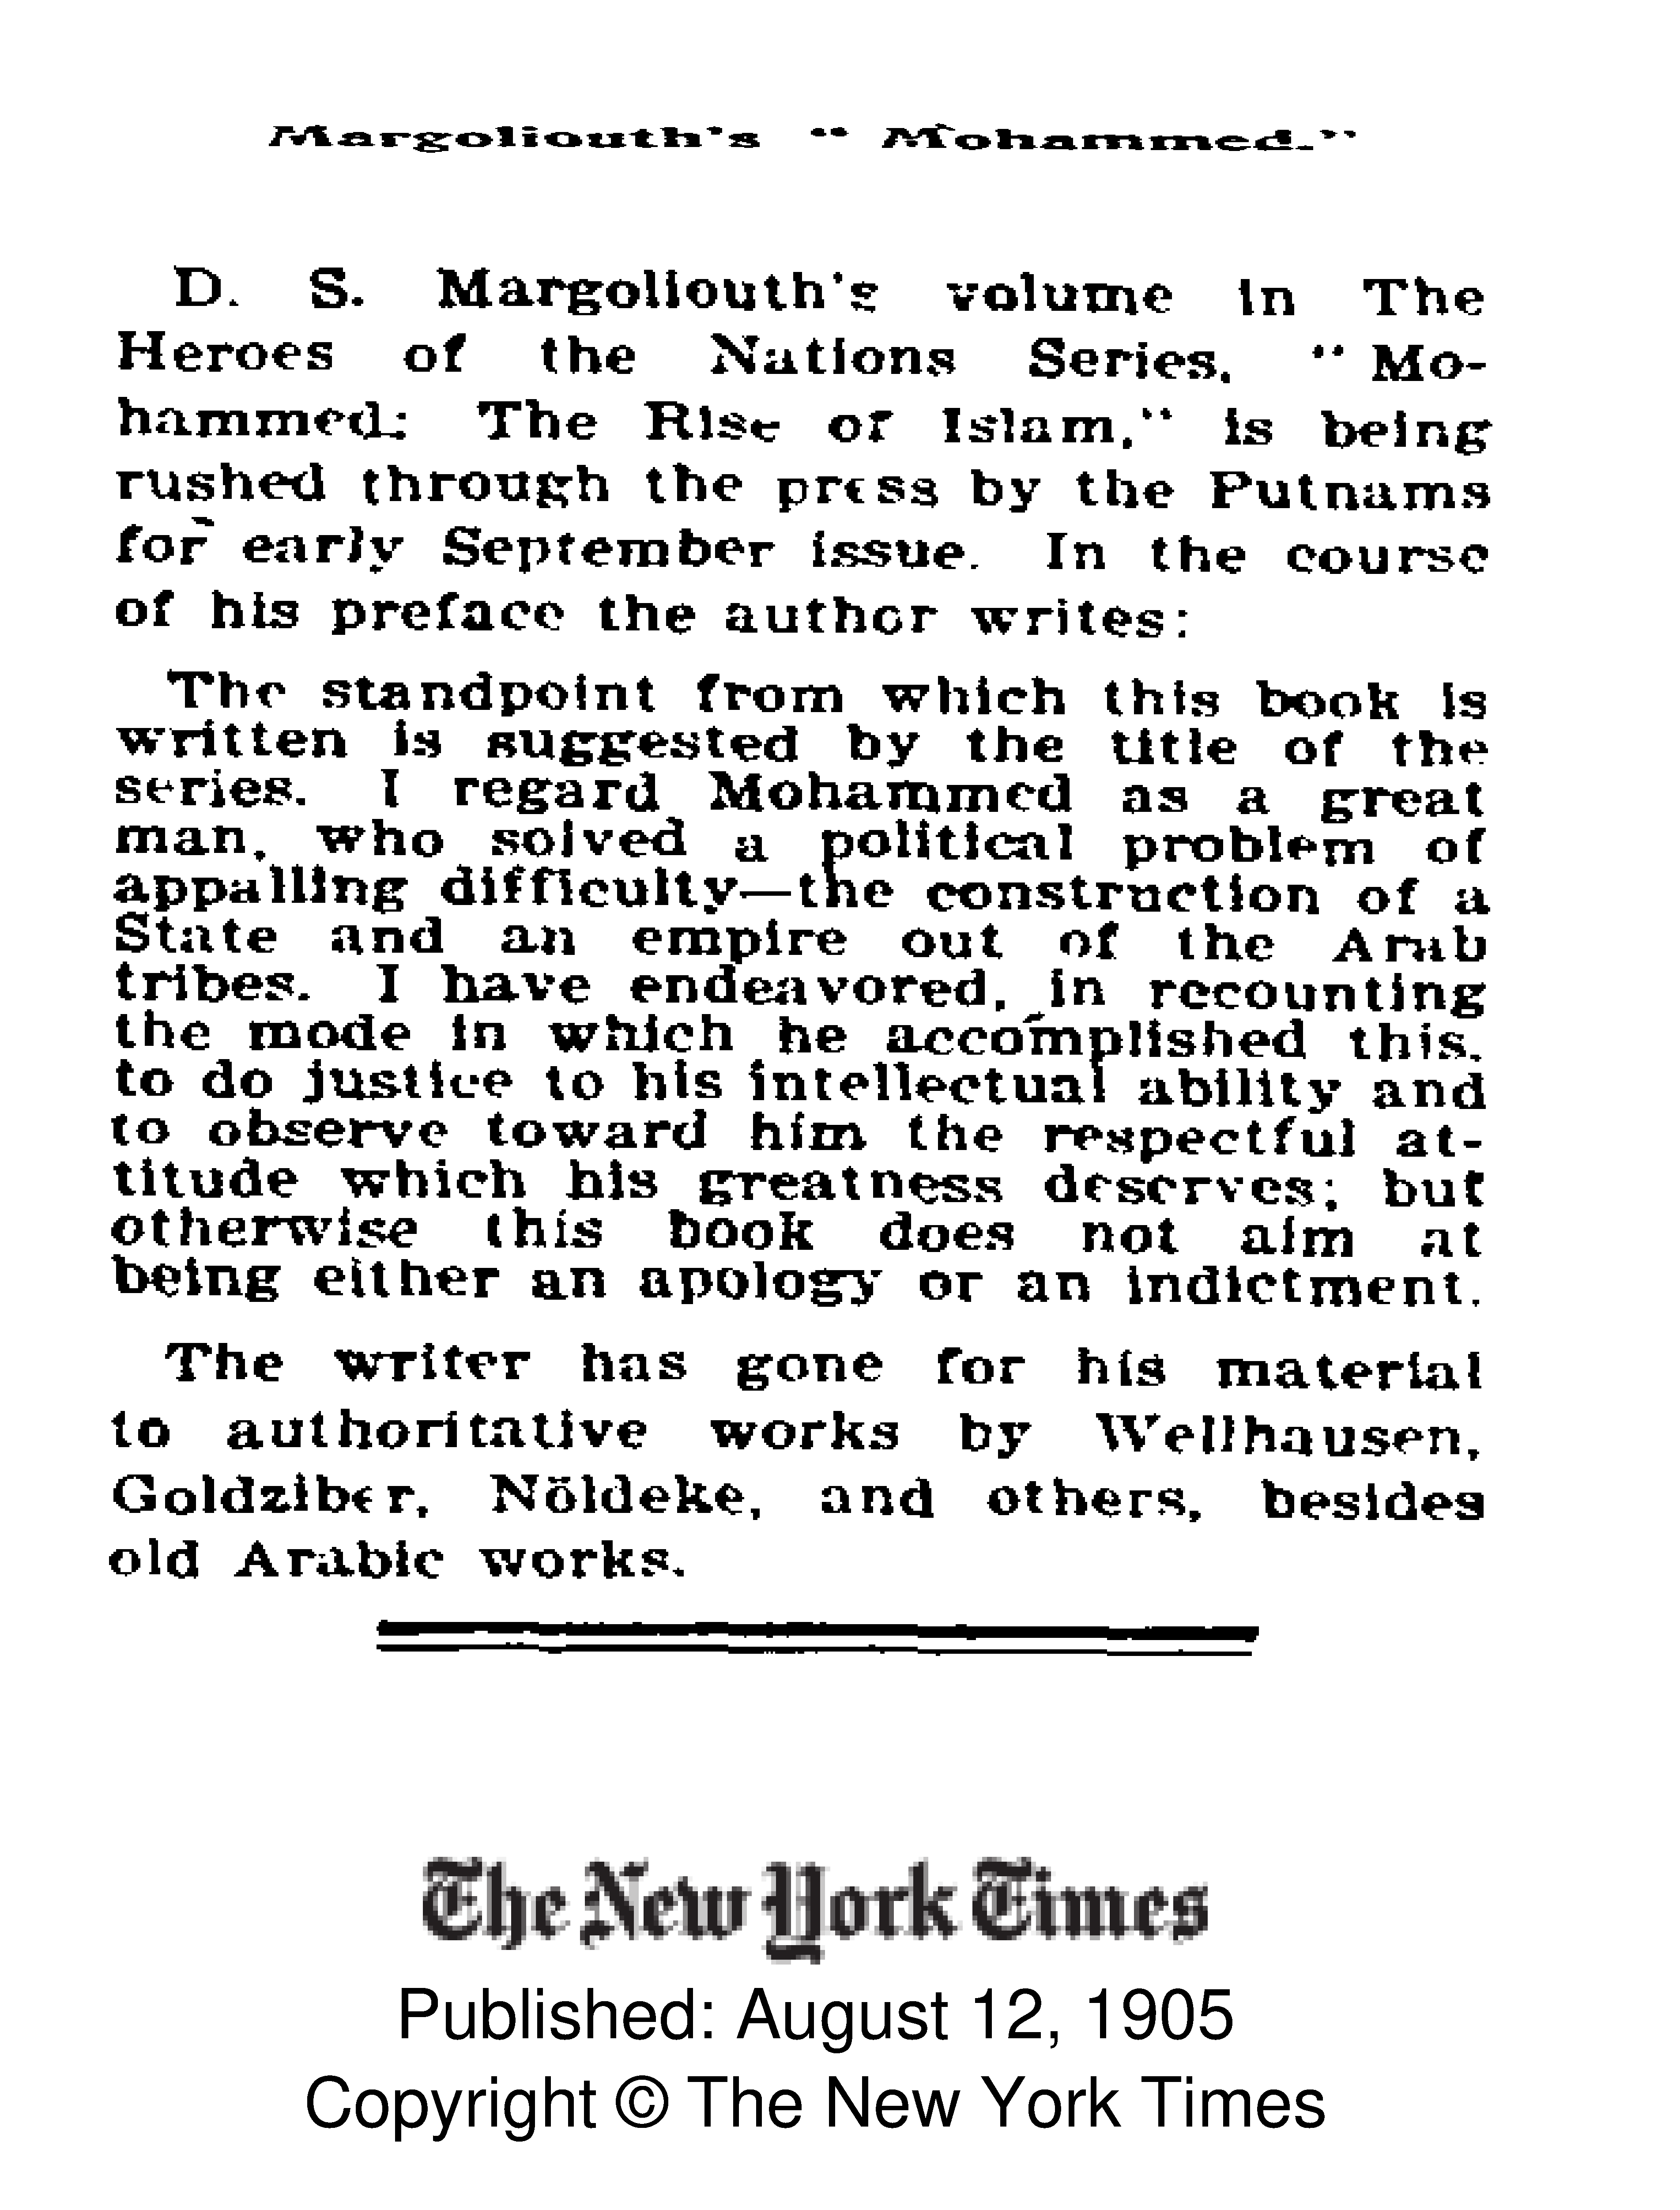 Margoliouth's " Mohammed."
D. S. Margoliouth's volume in The
Heroes of the Nations Series, " Mo-
hammed: The Rise of Islam," is being
rushed through the press by the Putnams
for early September issue. In the course
of his preface the author writes:
The standpoint from which this book is
written is suggested by the title of the
series. I regard Mohammed as a great
man, who solved a political problem of
appalling difficulty—the construction of a
State and an empire out of the Arab
tribes. I have endeavored, in recounting
the mode in which he accomplished this,
to do justice to his intellectual ability and
to observe toward him the respectful at-
titude which his greatness deserves; but
otherwise this book does not aim at
being either an apology or an indictment.
The writer has gone for his material
to authoritative works by Wellhausen,
Goldziber, Nöldeke, and others, besides
old Arabic works.
The New York Times
Published: August 12, 1905
Copyright © The New York Times